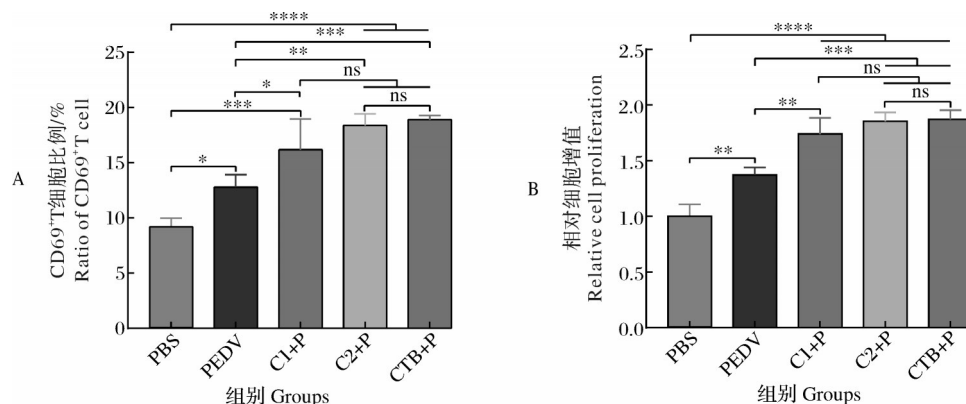 A
CD69⁺T细胞比例/%
Ratio of CD69⁺T cell
25
20
15
10
5
0
****
***
**
ns
*
***
ns
*
PBS
PEDV
C1+P
C2+P
CTB+P
组别 Groups
B
相对细胞增值
Relative cell proliferation
2.5
2.0
1.5
1.0
0.5
0.0
****
***
ns
**
ns
**
PBS
PEDV
C1+P
C2+P
CTB+P
组别 Groups